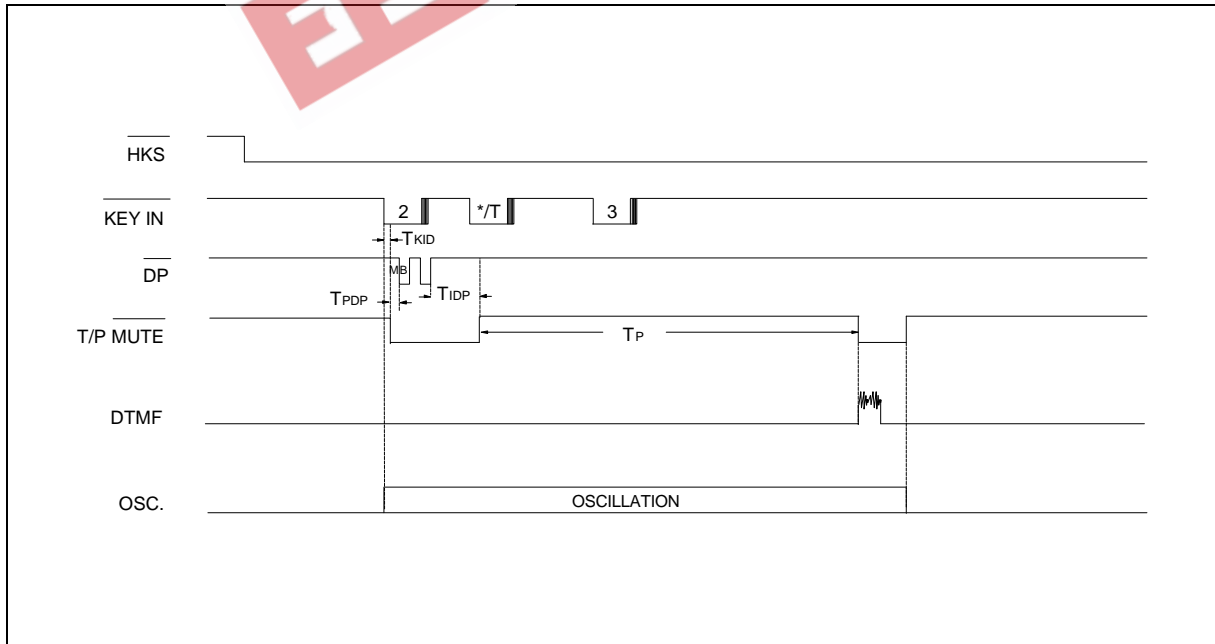 HKS
KEY IN
2
*/T
3
TKID
DP
MB
TPDP
TIDP
T/P MUTE
TP
DTMF
OSC.
OSCILLATION